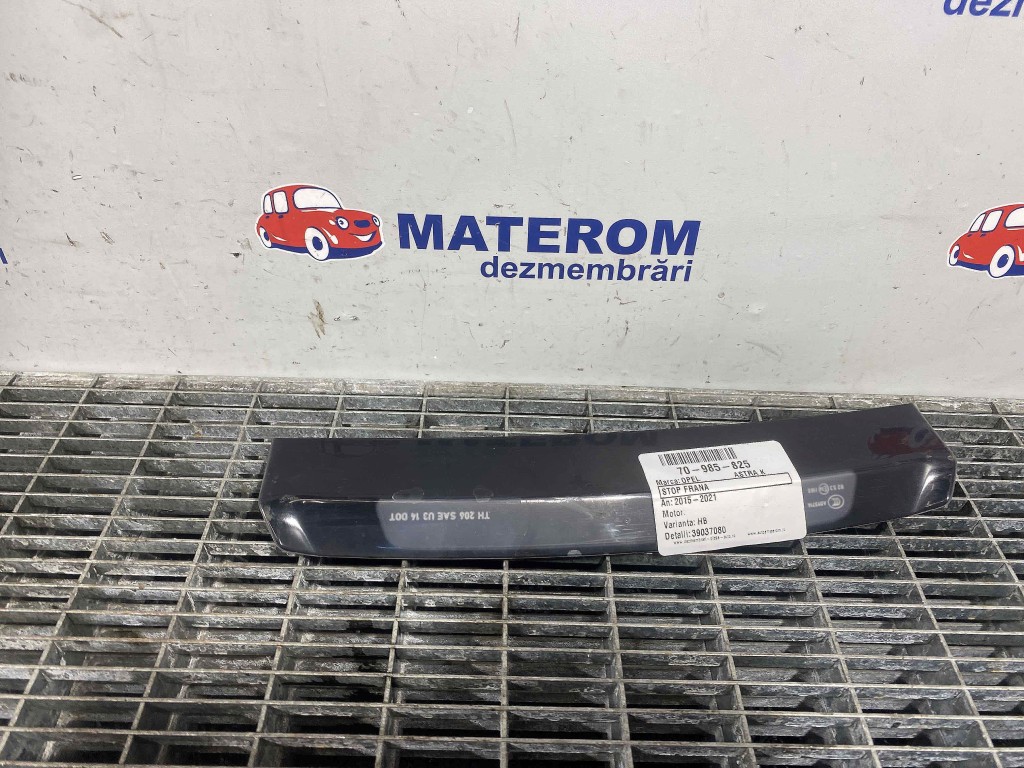 dezm
MATEROM
dezmembrări
70-985-825
Marca: OPEL ASTRA K
STOP FRANA
An: 2015-2021
Motor:
Varianta: HB
Detalii: 39037080
TH 206 SAE U3 14 DOT